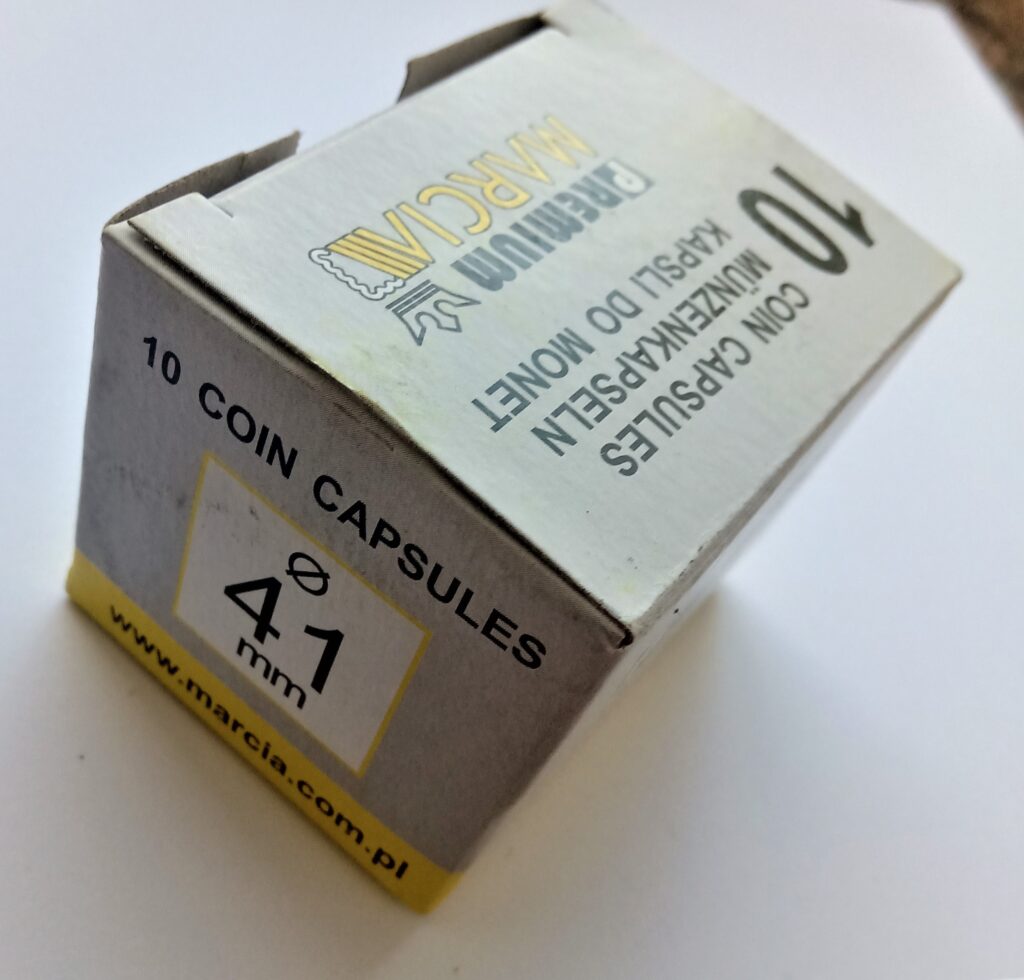 MARCIA
PREMIUM
10
COIN CAPSULES
MÜNZENKAPSELN
KAPSLI DO MONET
10 COIN CAPSULES
Ø
41
mm
www.marcia.com.pl